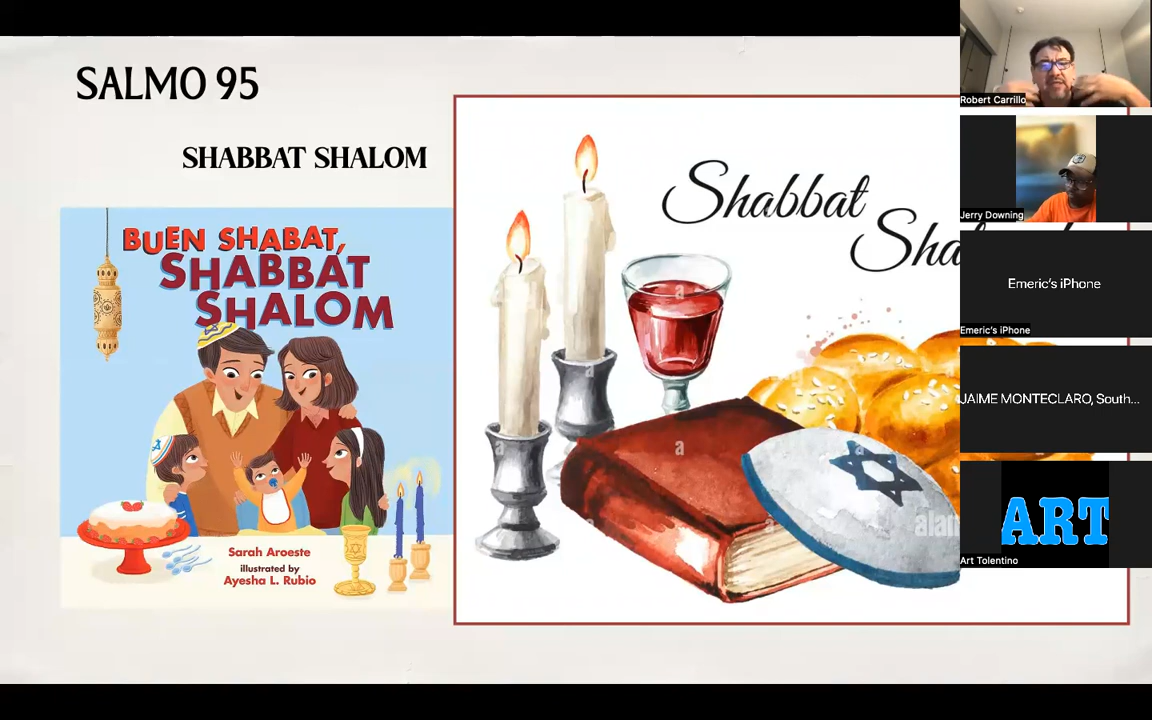 SALMO 95
SHABBAT SHALOM
BUEN SHABAT,
SHABBAT
SHALOM
Sarah Aroeste
illustrated by
Ayesha L. Rubio
Shabbat
Sha
a
a
a
alam
Robert Carrillo
Jerry Downing
Emeric's iPhone
Emeric's iPhone
JAIME MONTECLARO, South...
ART
Art Tolentino